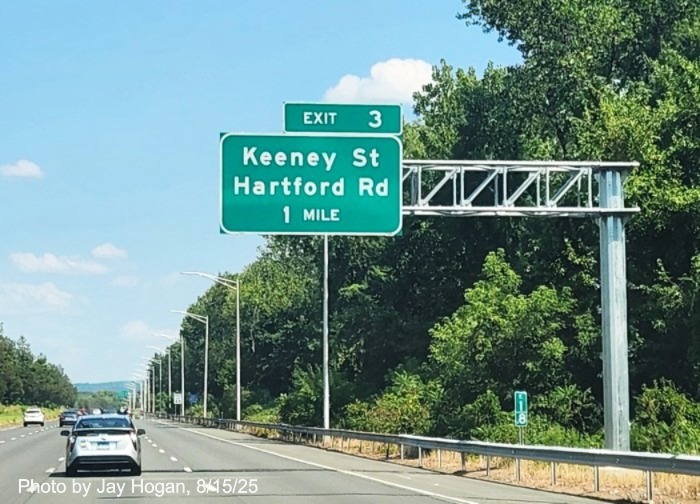 EXIT 3
Keeney St
Hartford Rd
1 MILE
1
8
Photo by Jay Hogan, 8/15/25